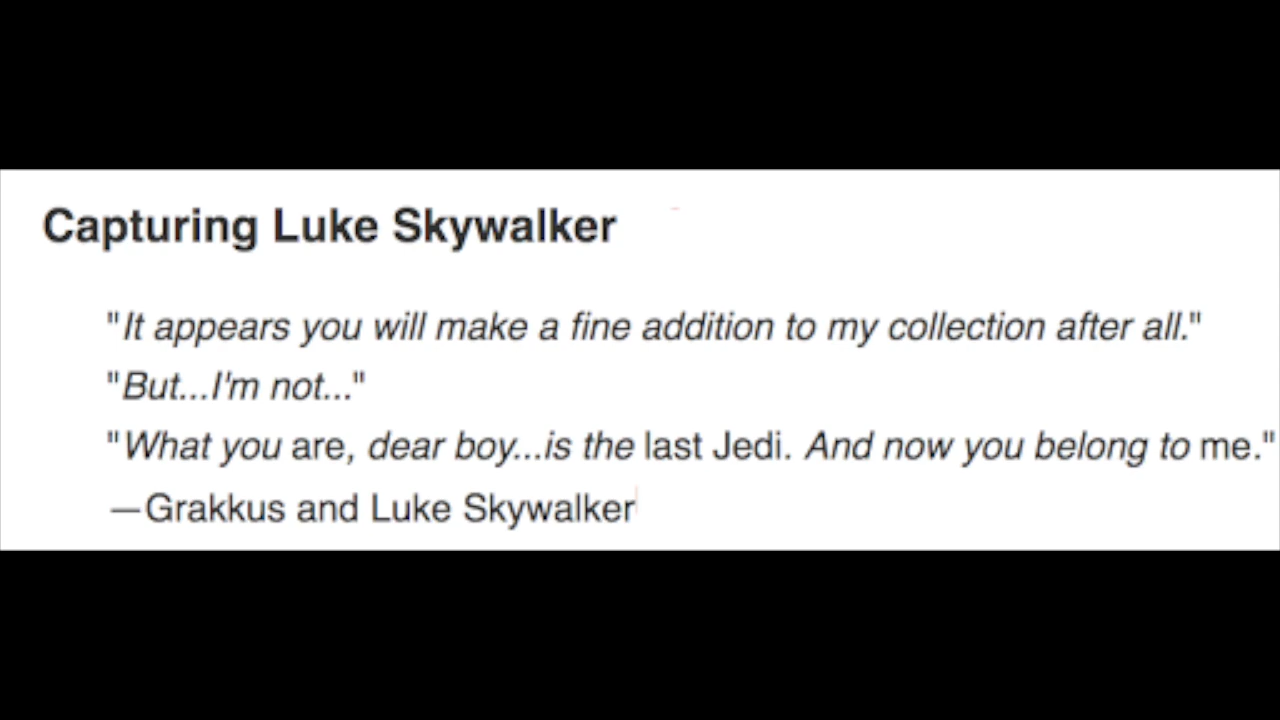 Capturing Luke Skywalker
"It appears you will make a fine addition to my collection after all."
"But...I'm not..."
"What you are, dear boy...is the last Jedi. And now you belong to me."
—Grakkus and Luke Skywalker